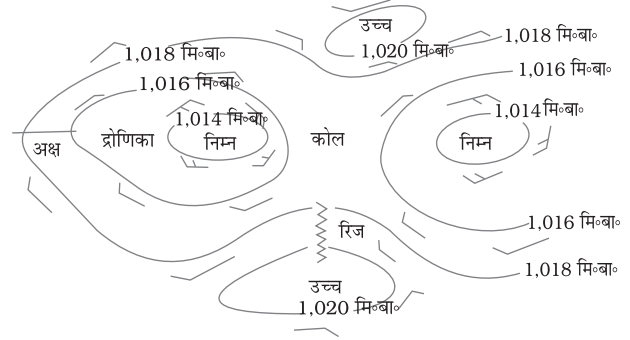 उच्च
1,020 मि॰बा॰
1,018 मि॰बा॰
1,018 मि॰बा॰
1,016 मि॰बा॰
1,016 मि॰बा॰
1,014 मि॰बा॰
1,014 मि॰बा॰
अक्ष
द्रोणिका
निम्न
कोल
निम्न
1,016 मि॰बा॰
रिज
1,018 मि॰बा॰
उच्च
1,020 मि॰बा॰